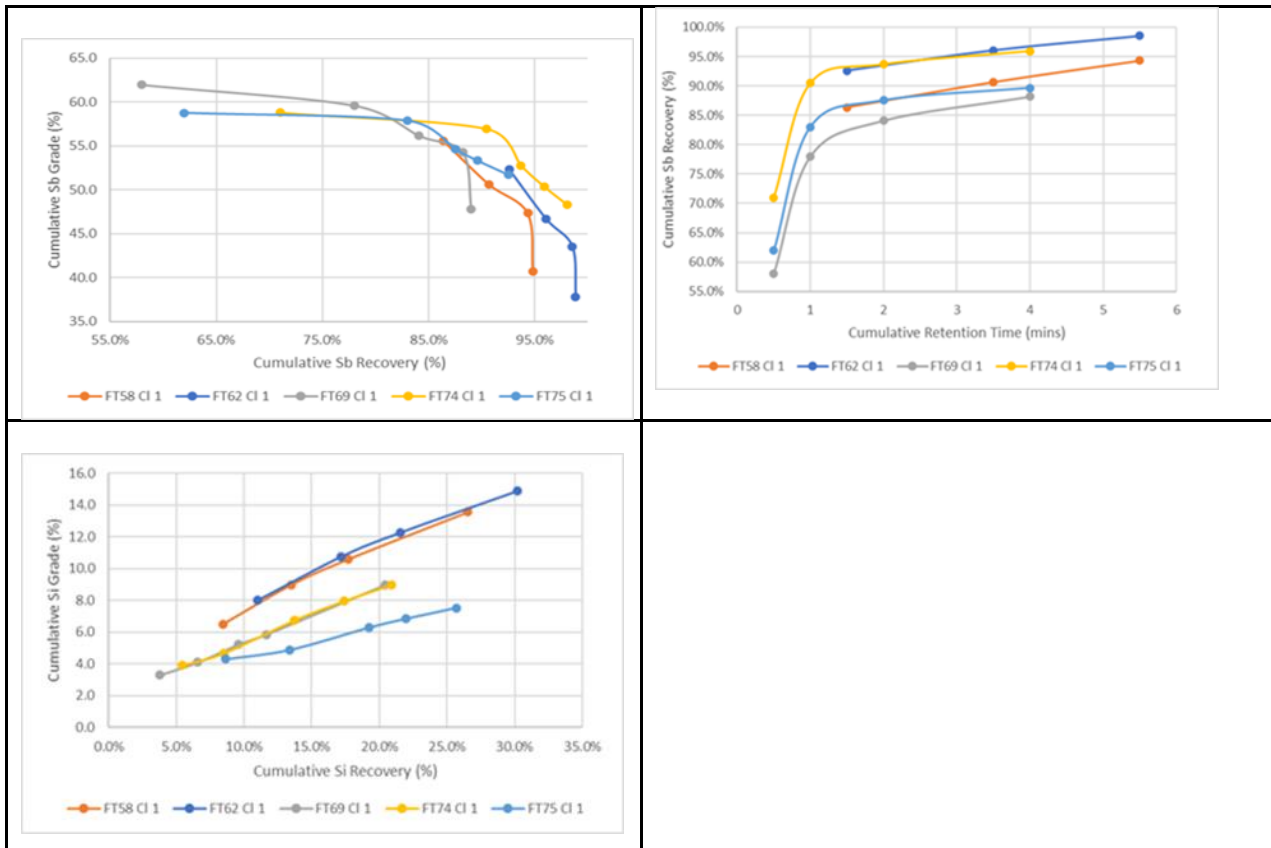 65.0
60.0
55.0
50.0
45.0
40.0
35.0
Cumulative Sb Grade (%)
55.0% 65.0% 75.0% 85.0% 95.0%
Cumulative Sb Recovery (%)
FT58 Cl 1 FT62 Cl 1 FT69 Cl 1 FT74 Cl 1 FT75 Cl 1
100.0%
95.0%
90.0%
85.0%
80.0%
75.0%
70.0%
65.0%
60.0%
55.0%
Cumulative Sb Recovery (%)
0 1 2 3 4 5 6
Cumulative Retention Time (mins)
FT58 Cl 1 FT62 Cl 1 FT69 Cl 1 FT74 Cl 1 FT75 Cl 1
16.0
14.0
12.0
10.0
8.0
6.0
4.0
2.0
0.0
Cumulative Si Grade (%)
0.0% 5.0% 10.0% 15.0% 20.0% 25.0% 30.0% 35.0%
Cumulative Si Recovery (%)
FT58 Cl 1 FT62 Cl 1 FT69 Cl 1 FT74 Cl 1 FT75 Cl 1